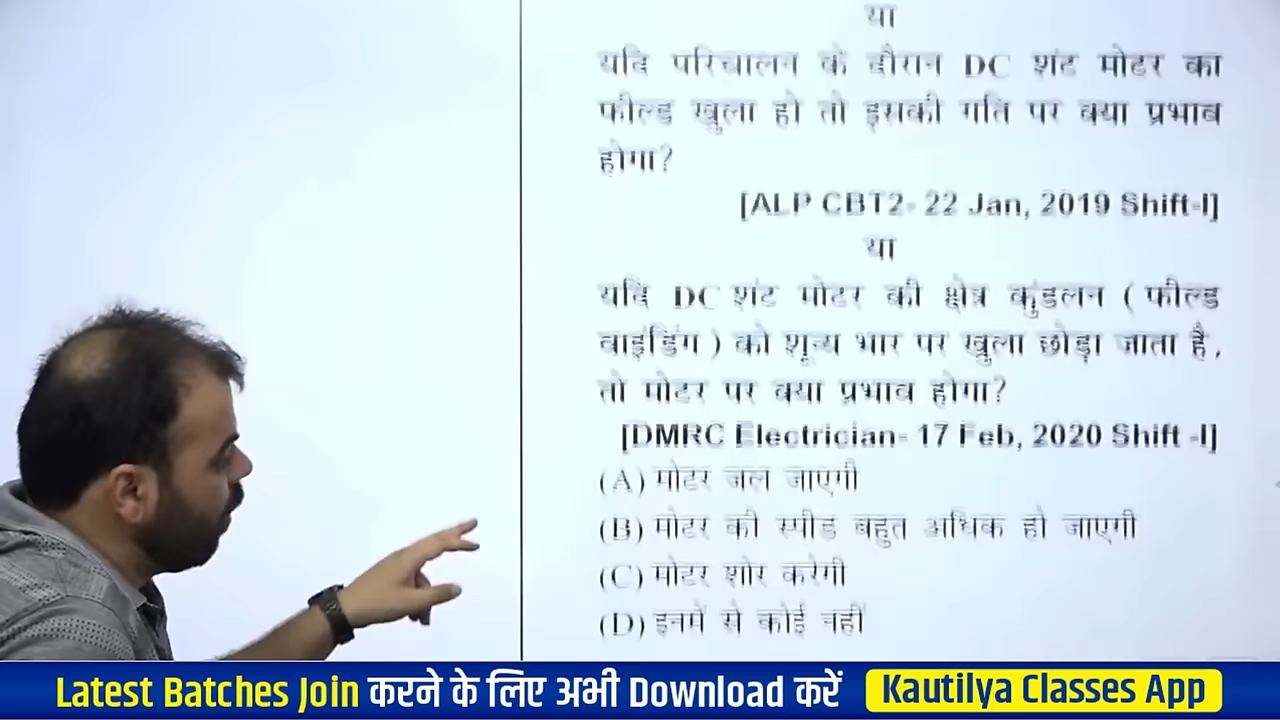 या
यदि परिचालन के दौरान DC शंट मोटर का
फील्ड खुला हो तो इसकी गति पर क्या प्रभाव
होगा?
[ALP CBT2- 22 Jan, 2019 Shift-I]
या
यदि DC शंट मोटर की क्षेत्र कुंडलन ( फील्ड
वाइंडिंग ) को शून्य भार पर खुला छोड़ा जाता है,
तो मोटर पर क्या प्रभाव होगा?
[DMRC Electrician- 17 Feb, 2020 Shift -I]
(A) मोटर जल जाएगी
(B) मोटर की स्पीड बहुत अधिक हो जाएगी
(C) मोटर शोर करेगी
(D) इनमें से कोई नहीं
Latest Batches Join करने के लिए अभी Download करें Kautilya Classes App